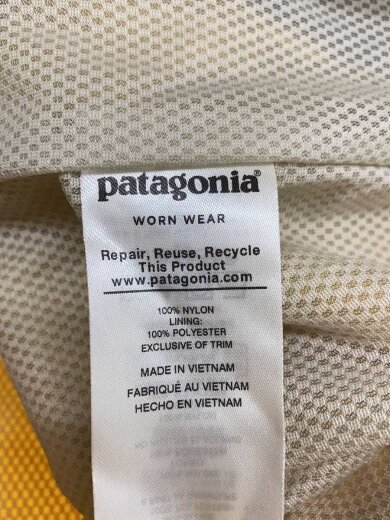 patagonia®
WORN WEAR
Repair, Reuse, Recycle
This Product
www.patagonia.com
100% NYLON
LINING:
100% POLYESTER
EXCLUSIVE OF TRIM
MADE IN VIETNAM
FABRIQUÉ AU VIETNAM
HECHO EN VIETNAM